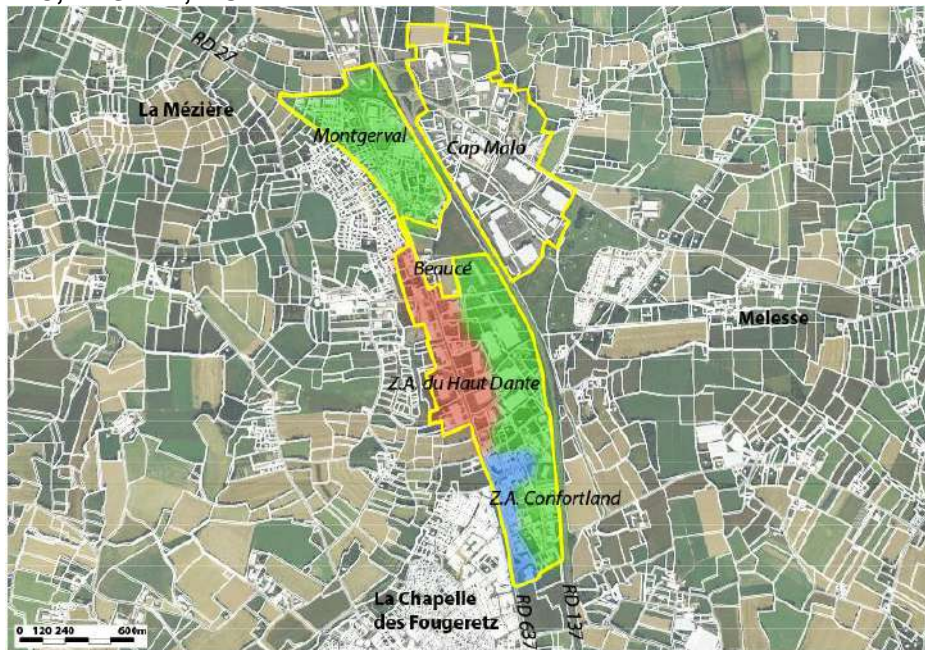 N
RD 27
La Mézière
Montgerval
Cap Malo
Beaucé
Melesse
Z.A. du Haut Dante
Z.A. Confortland
La Chapelle
des Fougeretz
RD 637
RD 137
0 120 240 600m